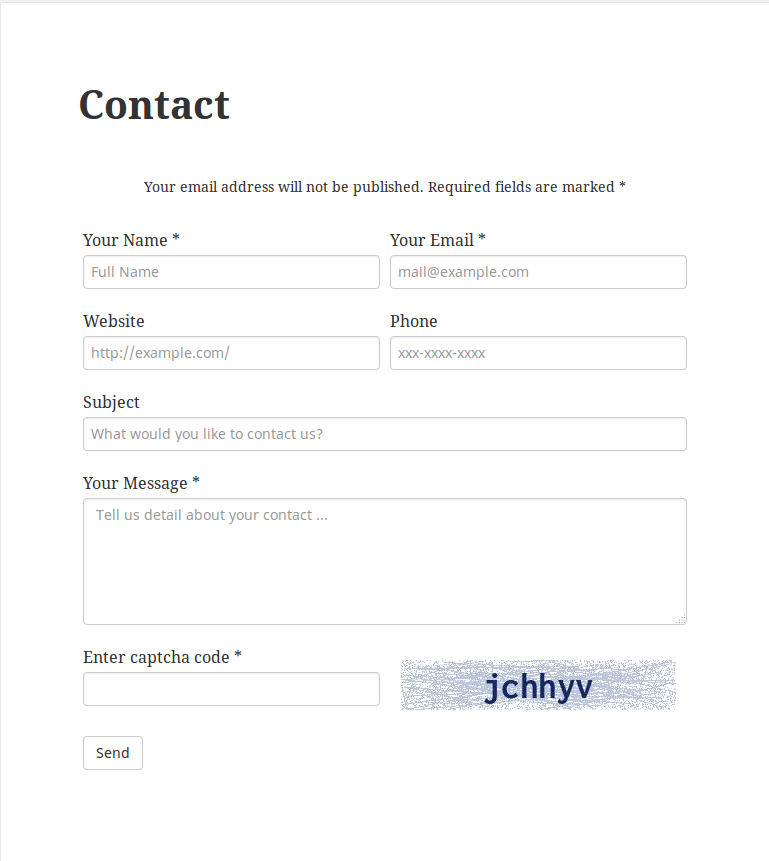 Contact
Your email address will not be published. Required fields are marked *
Your Name * Your Email *
Full Name mail@example.com
Website Phone
http://example.com/ xxx-xxxx-xxxx
Subject
What would you like to contact us?
Your Message *
Tell us detail about your contact ...
Enter captcha code *
jchhyv
Send